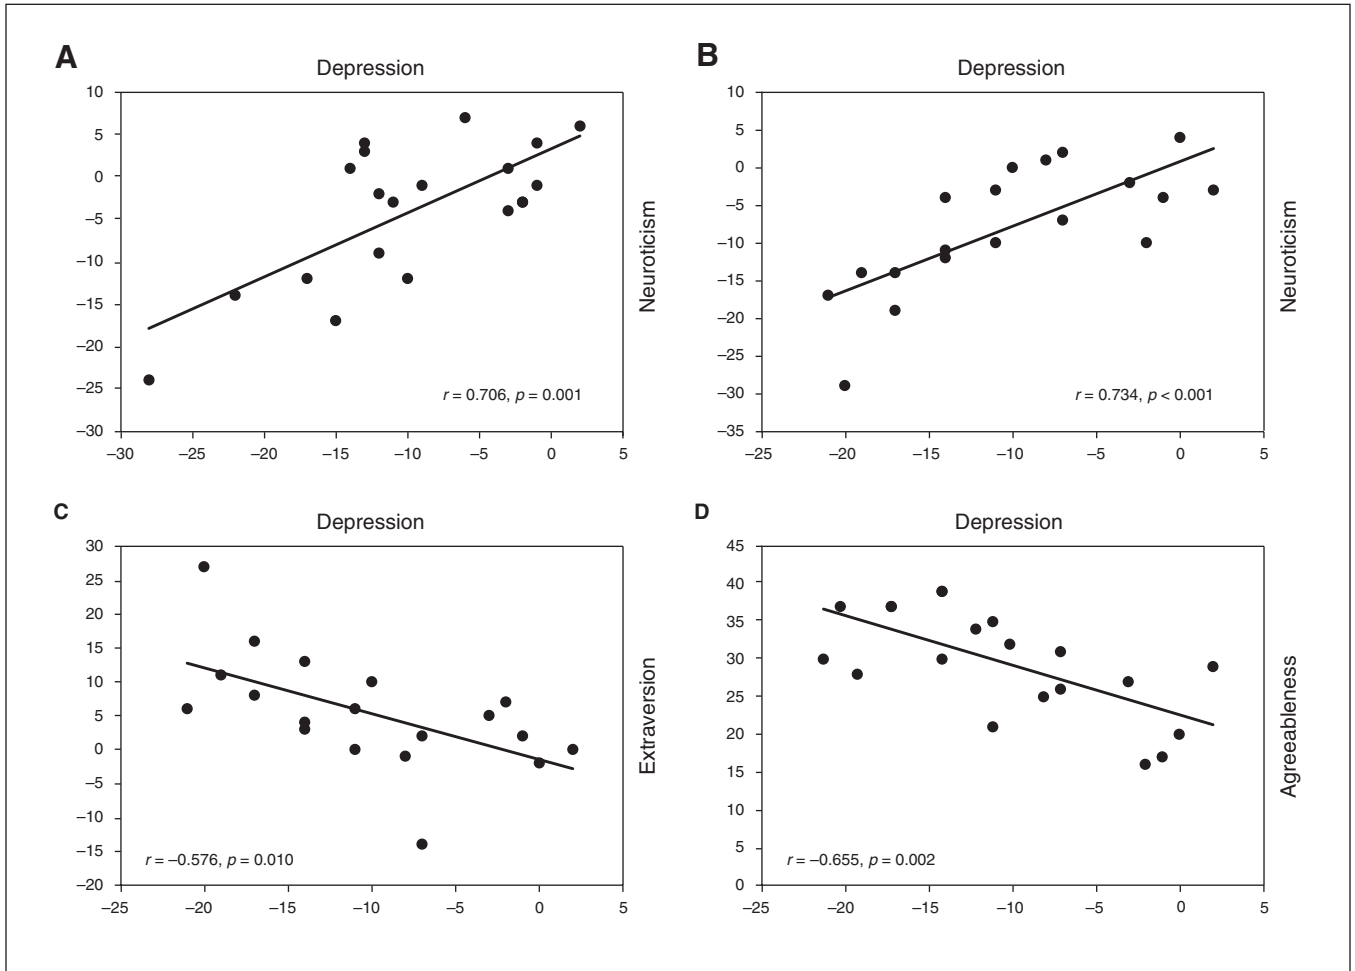 A
Depression
10
5
0
–5
–10
–15
–20
–25
–30
–30 –25 –20 –15 –10 –5 0 5
Neuroticism
r = 0.706, p = 0.001
B
Depression
10
5
0
–5
–10
–15
–20
–25
–30
–35
–25 –20 –15 –10 –5 0 5
Neuroticism
r = 0.734, p < 0.001
C
Depression
30
25
20
15
10
5
0
–5
–10
–15
–20
–25 –20 –15 –10 –5 0 5
Extraversion
r = –0.576, p = 0.010
D
Depression
45
40
35
30
25
20
15
10
5
0
–25 –20 –15 –10 –5 0 5
Agreeableness
r = –0.655, p = 0.002